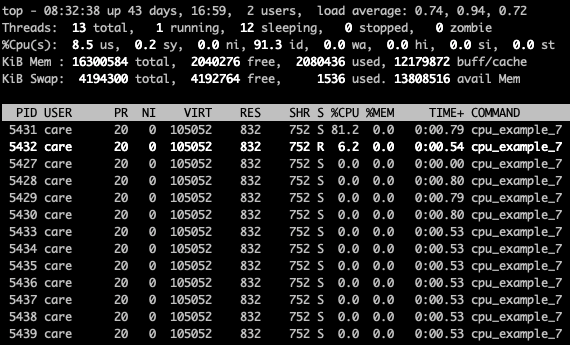 top - 08:32:38 up 43 days, 16:59,  2 users,  load average: 0.74, 0.94, 0.72
Threads:  13 total,   1 running,  12 sleeping,   0 stopped,   0 zombie
%Cpu(s):  8.5 us,  0.2 sy,  0.0 ni, 91.3 id,  0.0 wa,  0.0 hi,  0.0 si,  0.0 st
KiB Mem : 16300584 total,  2040276 free,  2080436 used, 12179872 buff/cache
KiB Swap:  4194300 total,  4192764 free,     1536 used. 13808516 avail Mem
PID USER      PR  NI    VIRT    RES    SHR S %CPU %MEM     TIME+ COMMAND
5431 care      20   0  105052    832    752 S 81.2  0.0   0:00.79 cpu_example_7
5432 care      20   0  105052    832    752 R  6.2  0.0   0:00.54 cpu_example_7
5427 care      20   0  105052    832    752 S  0.0  0.0   0:00.00 cpu_example_7
5428 care      20   0  105052    832    752 S  0.0  0.0   0:00.80 cpu_example_7
5429 care      20   0  105052    832    752 S  0.0  0.0   0:00.79 cpu_example_7
5430 care      20   0  105052    832    752 S  0.0  0.0   0:00.80 cpu_example_7
5433 care      20   0  105052    832    752 S  0.0  0.0   0:00.53 cpu_example_7
5434 care      20   0  105052    832    752 S  0.0  0.0   0:00.53 cpu_example_7
5435 care      20   0  105052    832    752 S  0.0  0.0   0:00.53 cpu_example_7
5436 care      20   0  105052    832    752 S  0.0  0.0   0:00.53 cpu_example_7
5437 care      20   0  105052    832    752 S  0.0  0.0   0:00.53 cpu_example_7
5438 care      20   0  105052    832    752 S  0.0  0.0   0:00.53 cpu_example_7
5439 care      20   0  105052    832    752 S  0.0  0.0   0:00.53 cpu_example_7